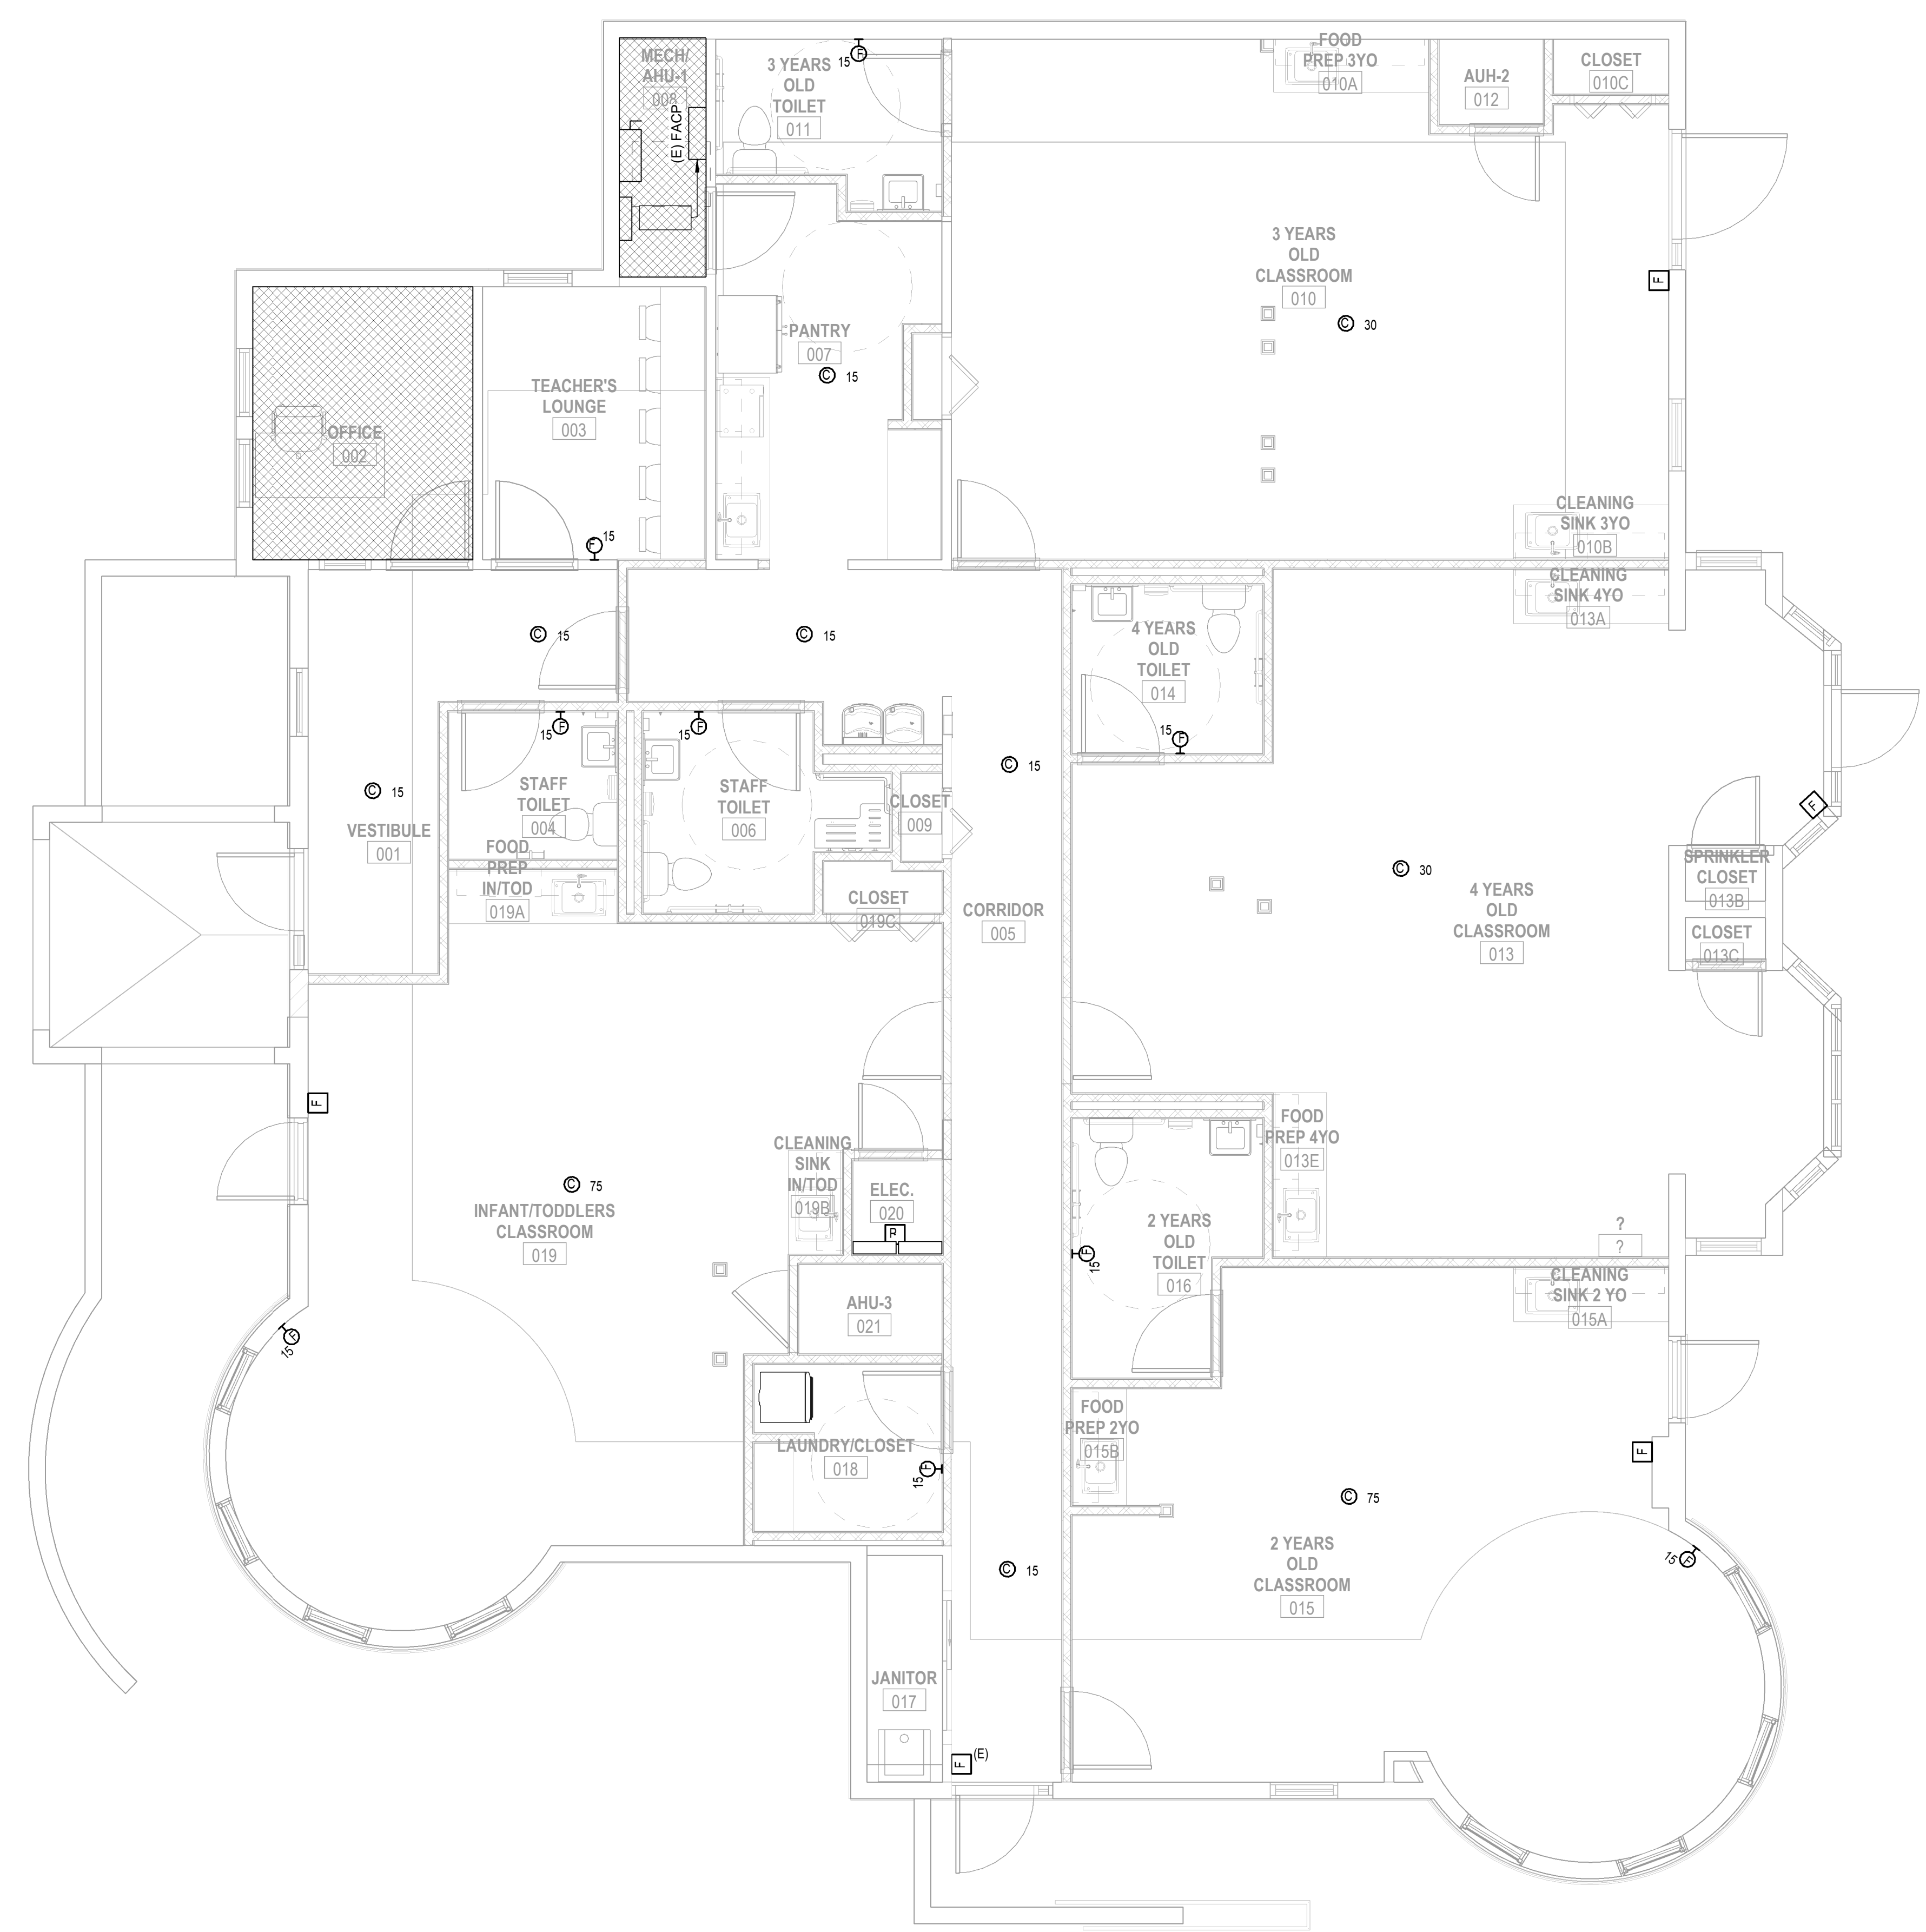 MECH/
AHU-1
008
(E) FACP
3 YEARS
OLD
TOILET
011
F
15
FOOD
PREP 3YO
010A
AUH-2
012
CLOSET
010C
3 YEARS
OLD
CLASSROOM
010
C 30
F
PANTRY
007
C 15
TEACHER'S
LOUNGE
003
F 15
OFFICE
002
CLEANING
SINK 3YO
010B
CLEANING
SINK 4YO
013A
C 15
C 15
4 YEARS
OLD
TOILET
014
15 F
15 F
STAFF
TOILET
004
15 F
STAFF
TOILET
006
CLOSET
009
C 15
C 15
VESTIBULE
001
FOOD
PREP
IN/TOD
019A
CLOSET
019C
CORRIDOR
005
C 30
4 YEARS
OLD
CLASSROOM
013
F
SPRINKLER
CLOSET
013B
CLOSET
013C
F
CLEANING
SINK
IN/TOD
019B
ELEC.
020
R
C 75
INFANT/TODDLERS
CLASSROOM
019
FOOD
PREP 4YO
013E
2 YEARS
OLD
TOILET
016
F
15
?
?
CLEANING
SINK 2 YO
015A
AHU-3
021
F
15
FOOD
PREP 2YO
015B
LAUNDRY/CLOSET
018
F
15
F
C 75
2 YEARS
OLD
CLASSROOM
015
15 F
C 15
JANITOR
017
F (E)